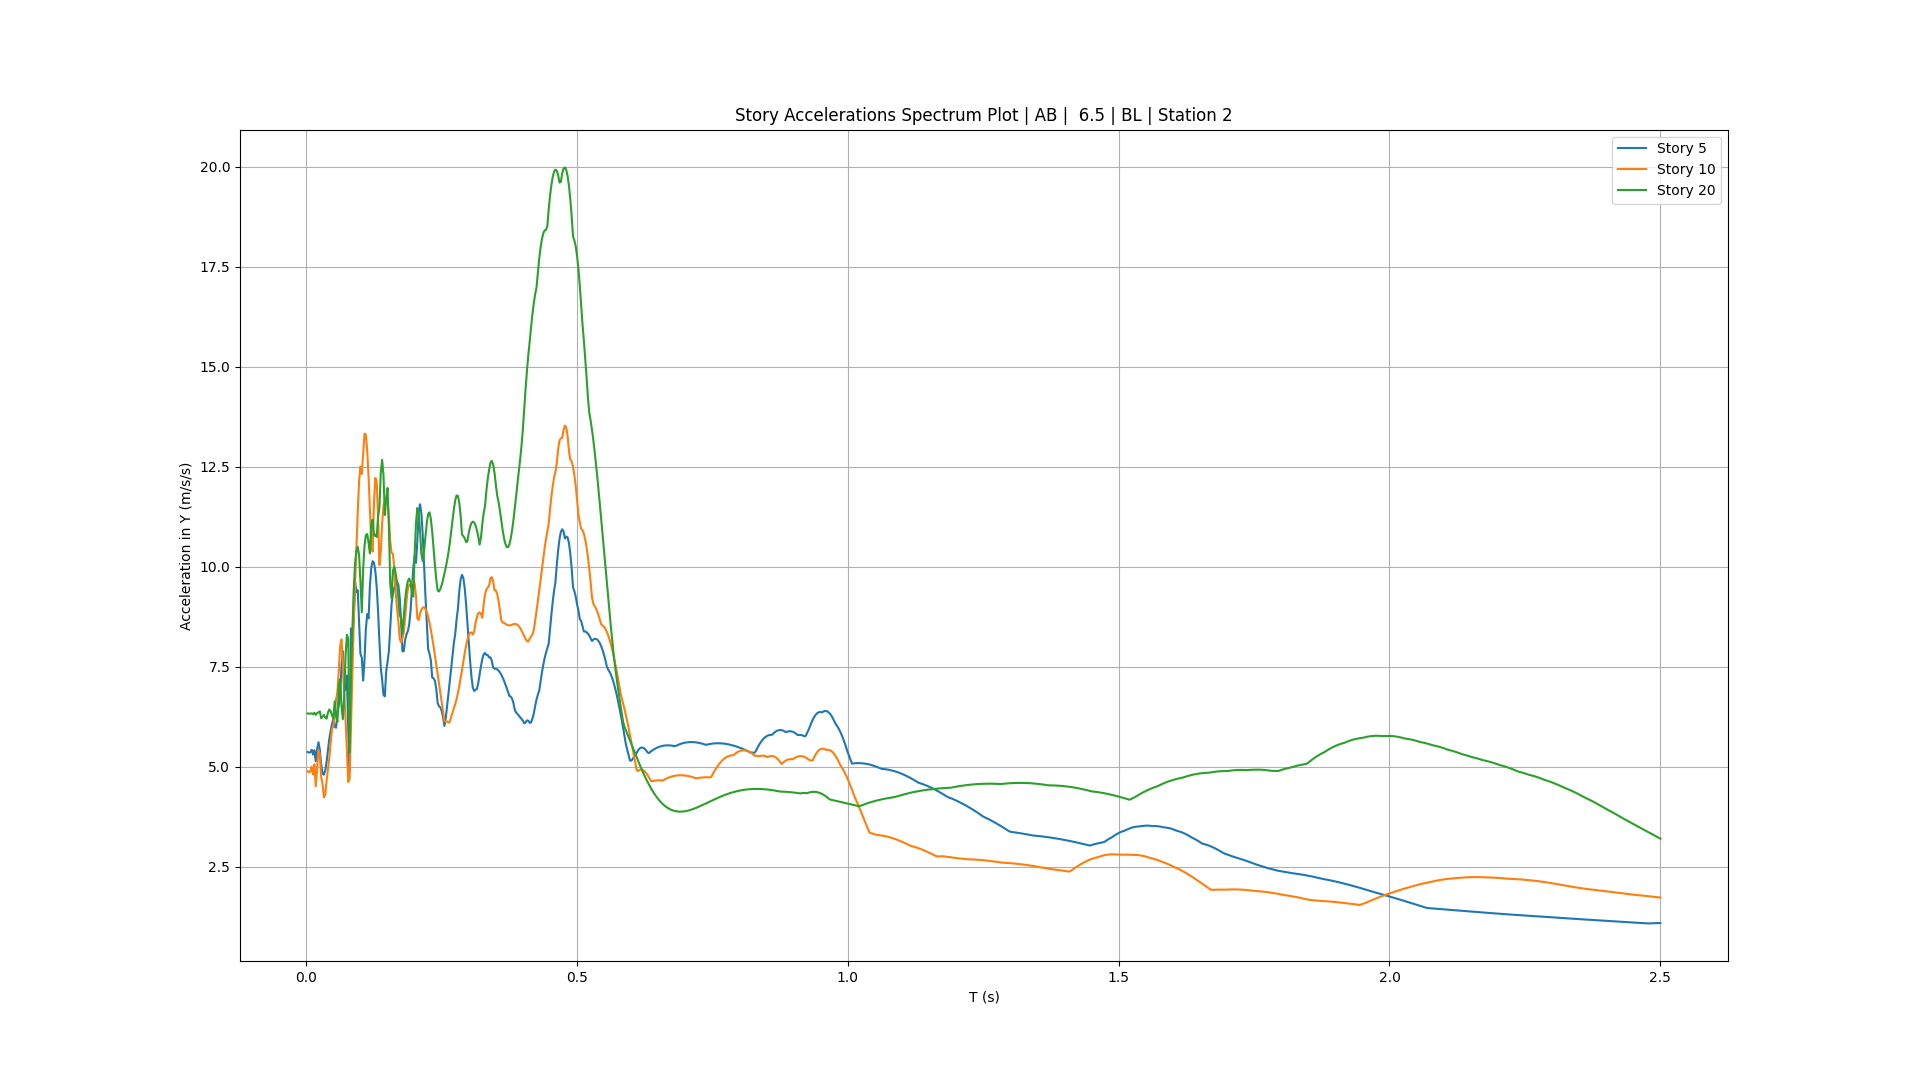 Story Accelerations Spectrum Plot | AB |  6.5 | BL | Station 2
Story 5
Story 10
Story 20
20.0
17.5
15.0
12.5
10.0
7.5
5.0
2.5
Acceleration in Y (m/s/s)
0.0 0.5 1.0 1.5 2.0 2.5
T (s)